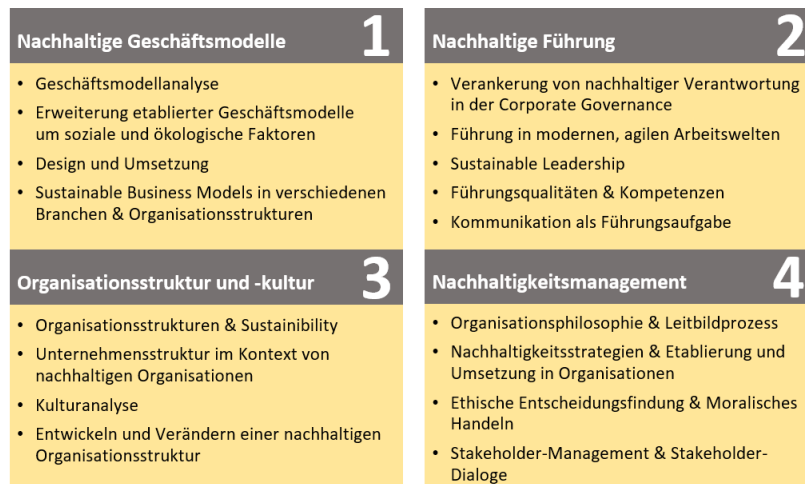 Nachhaltige Geschäftsmodelle 1
• Geschäftsmodellanalyse
• Erweiterung etablierter Geschäftsmodelle
um soziale und ökologische Faktoren
• Design und Umsetzung
• Sustainable Business Models in verschiedenen
Branchen & Organisationsstrukturen
Nachhaltige Führung 2
• Verankerung von nachhaltiger Verantwortung
in der Corporate Governance
• Führung in modernen, agilen Arbeitswelten
• Sustainable Leadership
• Führungsqualitäten & Kompetenzen
• Kommunikation als Führungsaufgabe
Organisationsstruktur und -kultur 3
• Organisationsstrukturen & Sustainibility
• Unternehmensstruktur im Kontext von
nachhaltigen Organisationen
• Kulturanalyse
• Entwickeln und Verändern einer nachhaltigen
Organisationsstruktur
Nachhaltigkeitsmanagement 4
• Organisationsphilosophie & Leitbildprozess
• Nachhaltigkeitsstrategien & Etablierung und
Umsetzung in Organisationen
• Ethische Entscheidungsfindung & Moralisches
Handeln
• Stakeholder-Management & Stakeholder-
Dialoge